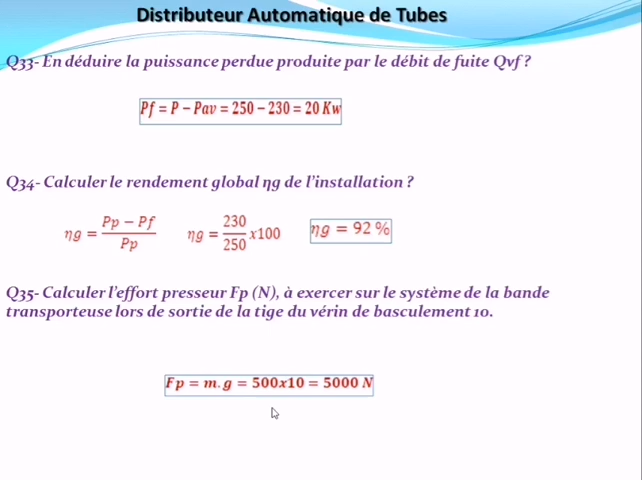 Distributeur Automatique de Tubes
Q33- En déduire la puissance perdue produite par le débit de fuite Qvf ?
Pf = P − Pav = 250 − 230 = 20 Kw
Q34- Calculer le rendement global ηg de l'installation ?
ηg = (Pp − Pf)/Pp   ηg = 230/250 x100   ηg = 92 %
Q35- Calculer l'effort presseur Fp (N), à exercer sur le système de la bande
transporteuse lors de sortie de la tige du vérin de basculement 10.
Fp = m. g = 500x10 = 5000 N